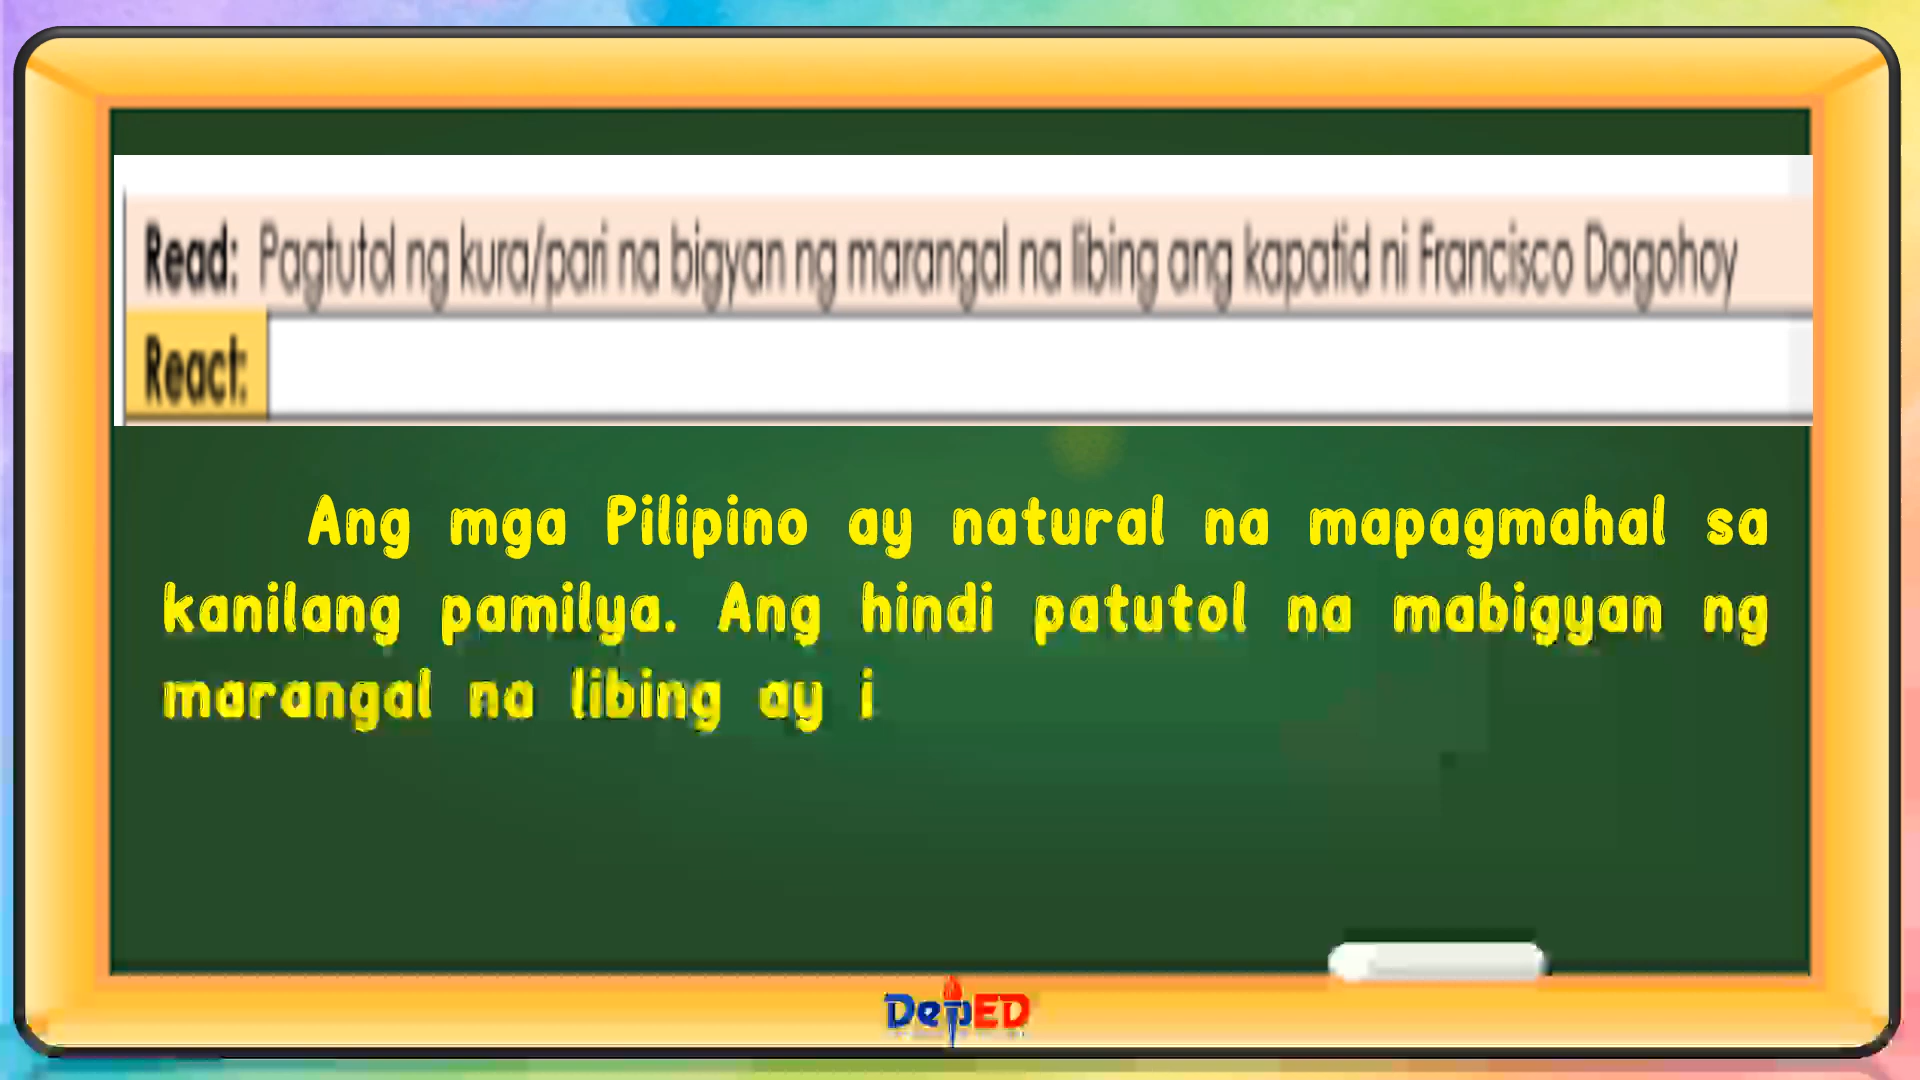 Read: Pagtutol ng kura/pari na bigyan ng marangal na libing ang kapatid ni Francisco Dagohoy
React:
Ang mga Pilipino ay natural na mapagmahal sa
kanilang pamilya. Ang hindi patutol na mabigyan ng
marangal na libing ay i
DepED